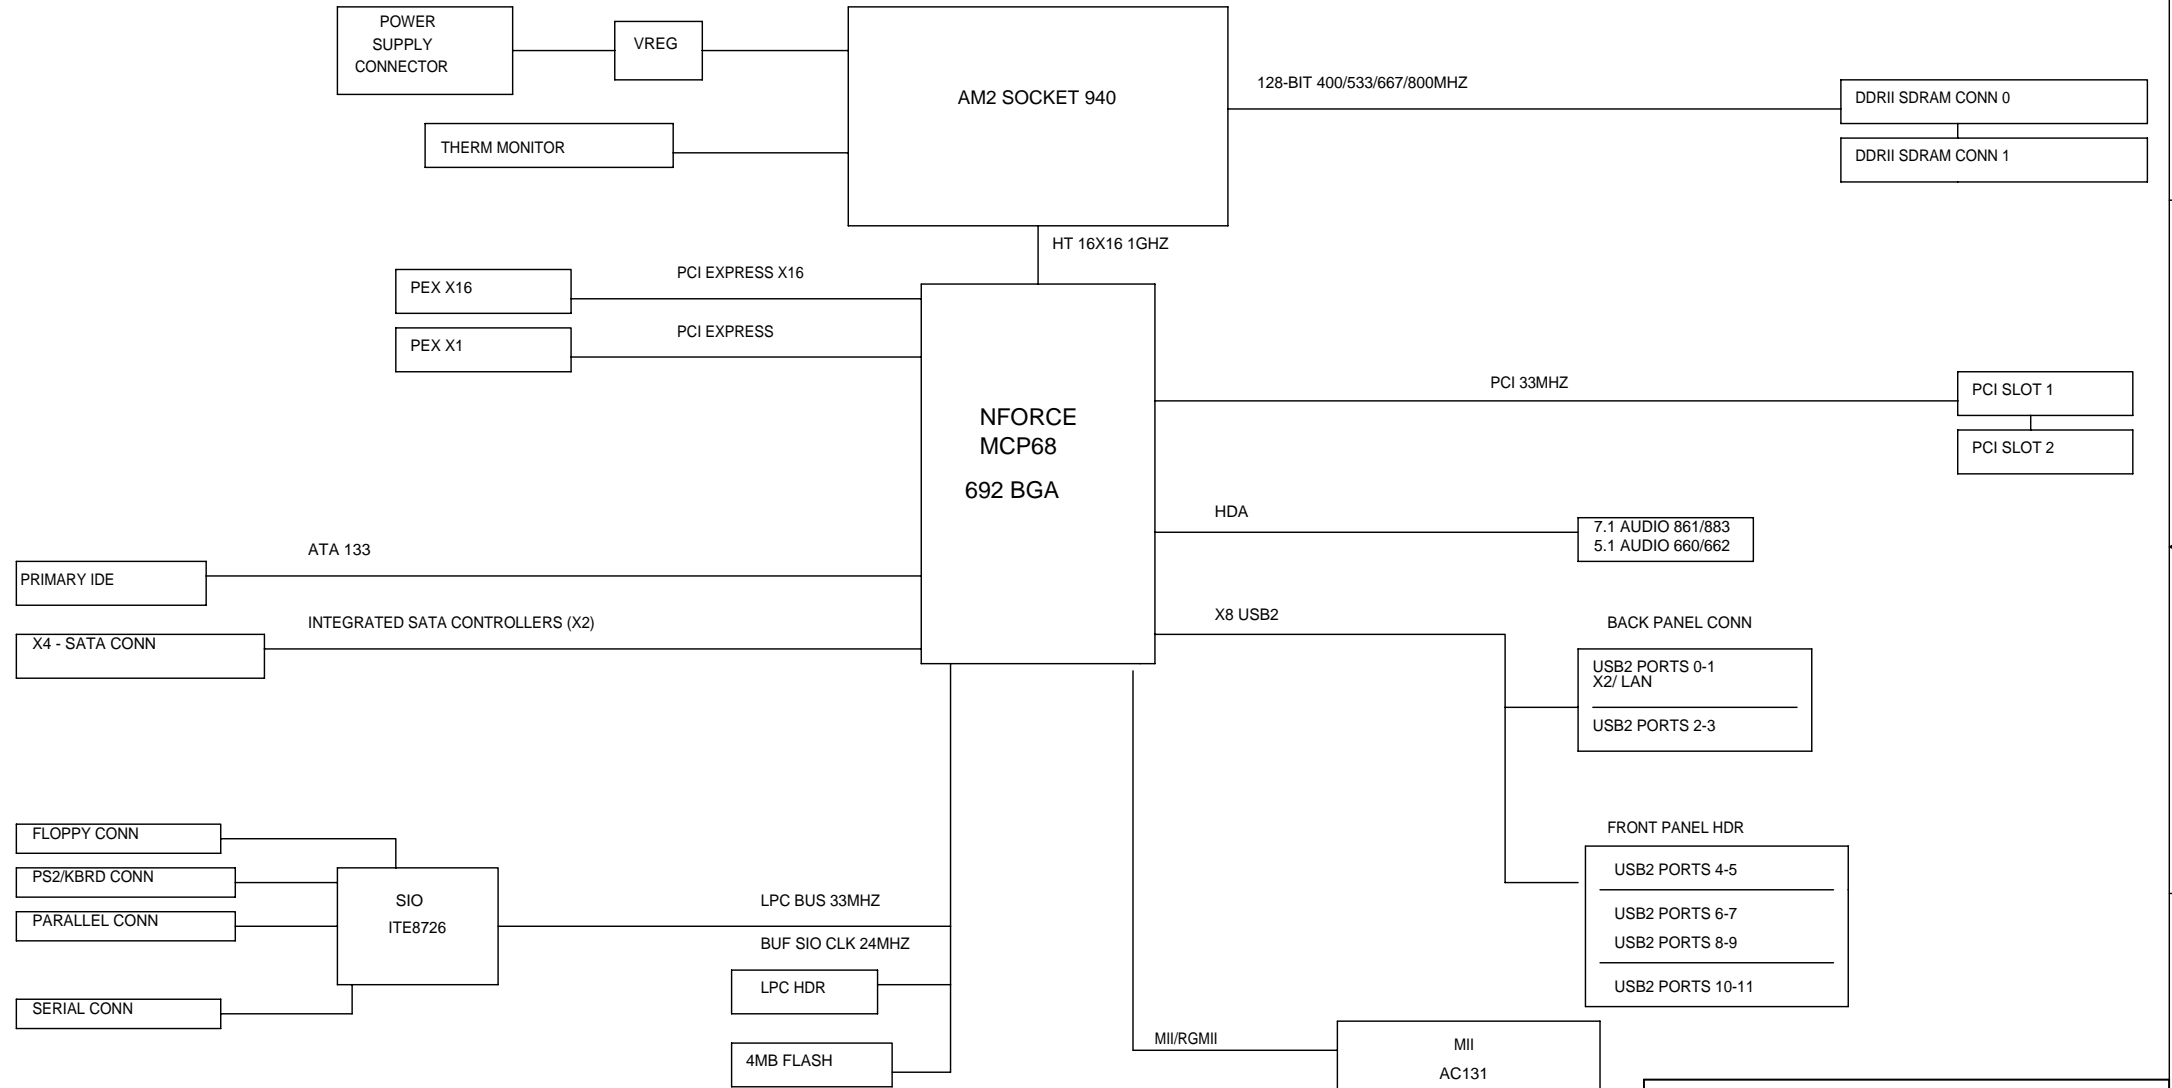 POWER
SUPPLY
CONNECTOR
VREG
AM2 SOCKET 940
128-BIT 400/533/667/800MHZ
DDRII SDRAM CONN 0
DDRII SDRAM CONN 1
THERM MONITOR
HT 16X16 1GHZ
PEX X16
PCI EXPRESS X16
PEX X1
PCI EXPRESS
NFORCE
MCP68
692 BGA
PCI 33MHZ
PCI SLOT 1
PCI SLOT 2
HDA
7.1 AUDIO 861/883
5.1 AUDIO 660/662
PRIMARY IDE
ATA 133
X4 - SATA CONN
INTEGRATED SATA CONTROLLERS (X2)
X8 USB2
BACK PANEL CONN
USB2 PORTS 0-1
X2/ LAN
USB2 PORTS 2-3
FRONT PANEL HDR
USB2 PORTS 4-5
USB2 PORTS 6-7
USB2 PORTS 8-9
USB2 PORTS 10-11
FLOPPY CONN
PS2/KBRD CONN
PARALLEL CONN
SERIAL CONN
SIO
ITE8726
LPC BUS 33MHZ
BUF SIO CLK 24MHZ
LPC HDR
4MB FLASH
MII/RGMII
MII
AC131